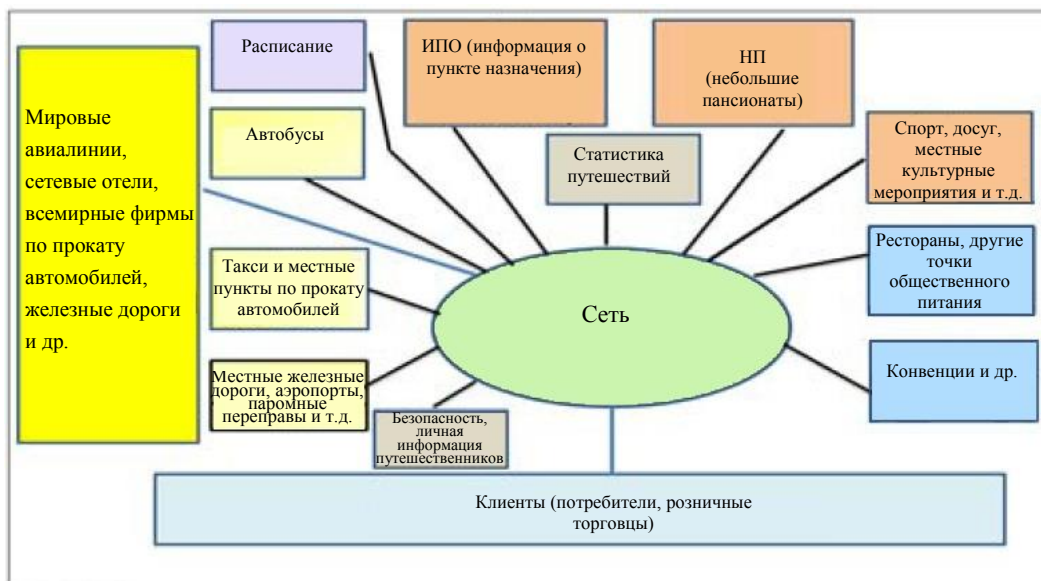 Расписание
ИПО (информация о
пункте назначения)
НП
(небольшие
пансионаты)
Мировые
авиалинии,
сетевые отели,
всемирные фирмы
по прокату
автомобилей,
железные дороги
и др.
Автобусы
Статистика
путешествий
Спорт, досуг,
местные
культурные
мероприятия и т.д.
Такси и местные
пункты по прокату
автомобилей
Сеть
Рестораны, другие
точки
общественного
питания
Местные железные
дороги, аэропорты,
паромные
переправы и т.д.
Безопасность,
личная
информация
путешественников
Конвенции и др.
Клиенты (потребители, розничные
торговцы)